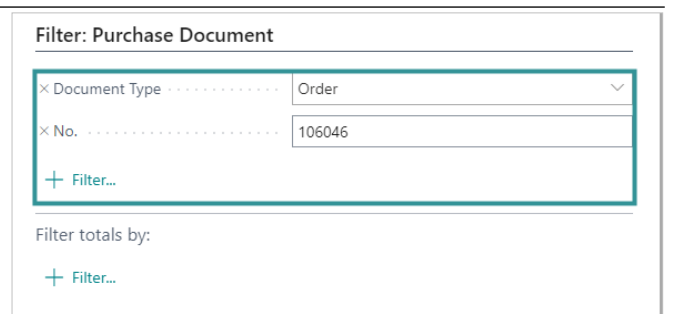 Filter: Purchase Document
× Document Type Order
× No. 106046
+ Filter...
Filter totals by:
+ Filter...